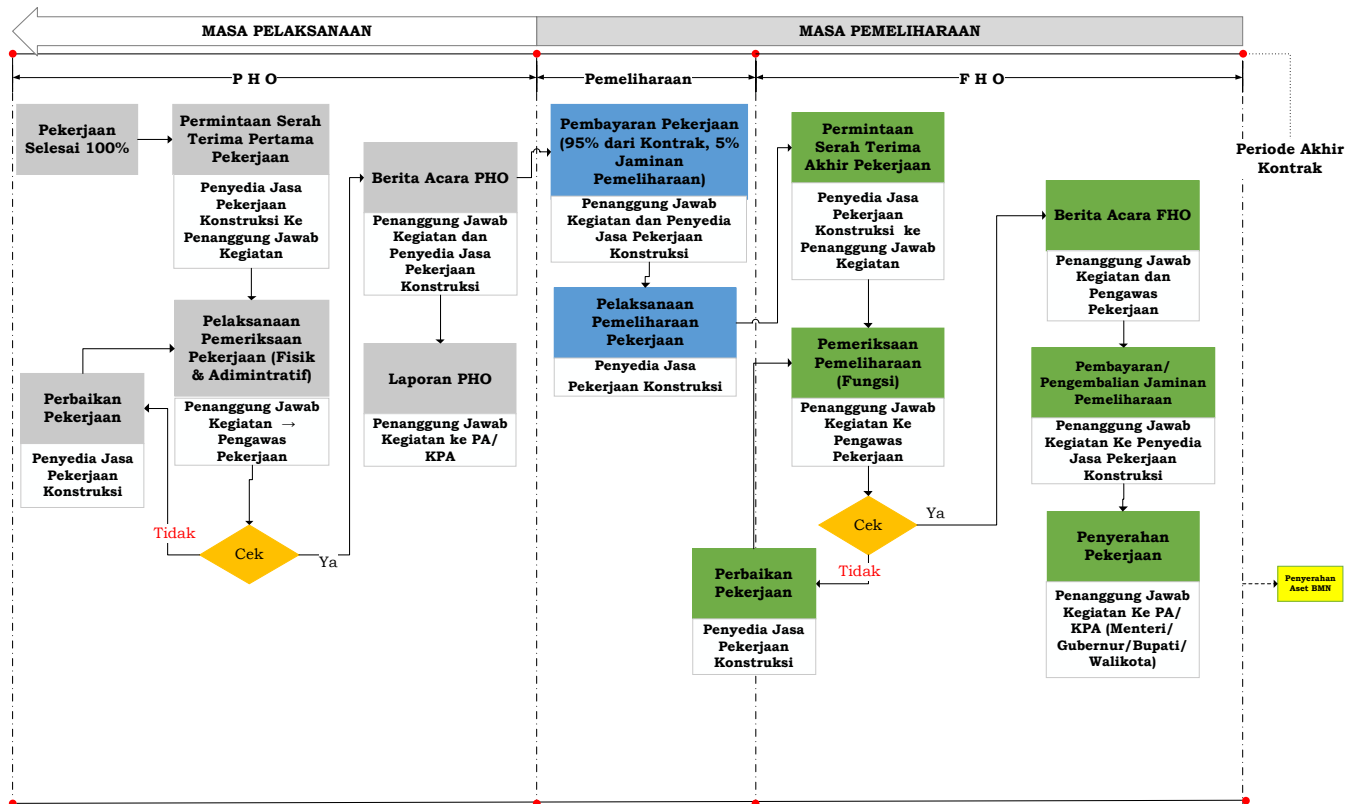 MASA PELAKSANAAN
MASA PEMELIHARAAN
P H O
Pemeliharaan
F H O
Pekerjaan
Selesai 100%
Permintaan Serah
Terima Pertama
Pekerjaan
Penyedia Jasa
Pekerjaan
Konstruksi Ke
Penanggung Jawab
Kegiatan
Pelaksanaan
Pemeriksaan
Pekerjaan (Fisik
& Adimintratif)
Penanggung Jawab
Kegiatan →
Pengawas
Pekerjaan
Perbaikan
Pekerjaan
Penyedia Jasa
Pekerjaan
Konstruksi
Tidak
Cek
Ya
Berita Acara PHO
Penanggung Jawab
Kegiatan dan
Penyedia Jasa
Pekerjaan
Konstruksi
Laporan PHO
Penanggung Jawab
Kegiatan ke PA/
KPA
Pembayaran Pekerjaan
(95% dari Kontrak, 5%
Jaminan
Pemeliharaan)
Penanggung Jawab
Kegiatan dan Penyedia
Jasa Pekerjaan
Konstruksi
Pelaksanaan
Pemeliharaan
Pekerjaan
Penyedia Jasa
Pekerjaan Konstruksi
Permintaan
Serah Terima
Akhir Pekerjaan
Penyedia Jasa
Pekerjaan
Konstruksi ke
Penanggung Jawab
Kegiatan
Pemeriksaan
Pemeliharaan
(Fungsi)
Penanggung Jawab
Kegiatan Ke
Pengawas
Pekerjaan
Cek
Ya
Tidak
Perbaikan
Pekerjaan
Penyedia Jasa
Pekerjaan
Konstruksi
Berita Acara FHO
Penanggung Jawab
Kegiatan dan
Pengawas
Pekerjaan
Pembayaran/
Pengembalian Jaminan
Pemeliharaan
Penanggung Jawab
Kegiatan Ke Penyedia
Jasa Pekerjaan
Konstruksi
Penyerahan
Pekerjaan
Penanggung Jawab
Kegiatan Ke PA/
KPA (Menteri/
Gubernur/Bupati/
Walikota)
Periode Akhir
Kontrak
Penyerahan
Aset BMN